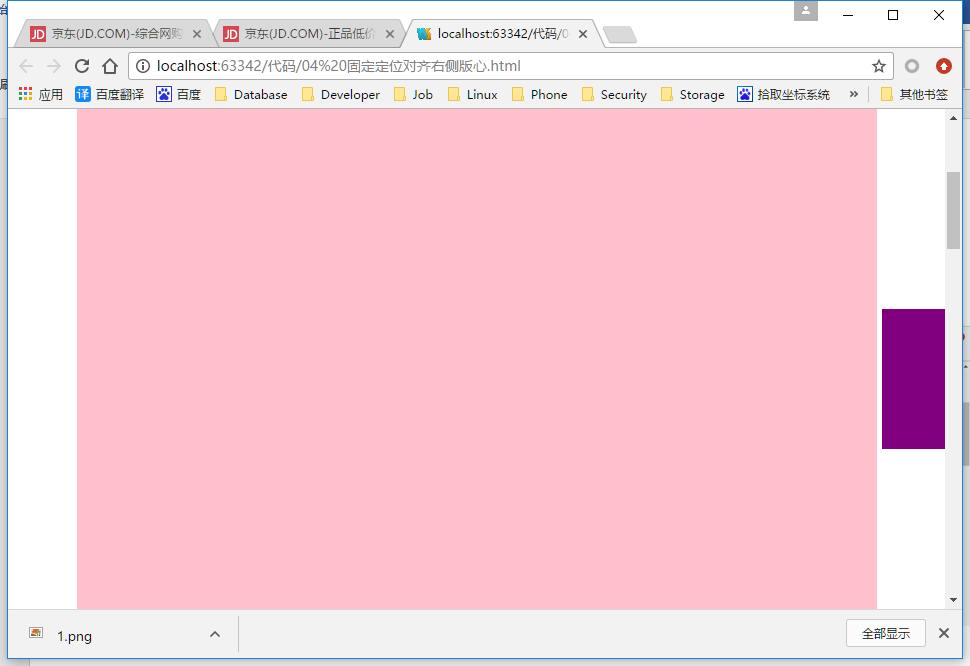 JD 京东(JD.COM)-综合网购
JD 京东(JD.COM)-正品低价
localhost:63342/代码/0
localhost:63342/代码/04%20固定定位对齐右侧版心.html
应用 译 百度翻译 百度 Database Developer Job Linux Phone Security Storage 拾取坐标系统 » 其他书签
1.png
全部显示